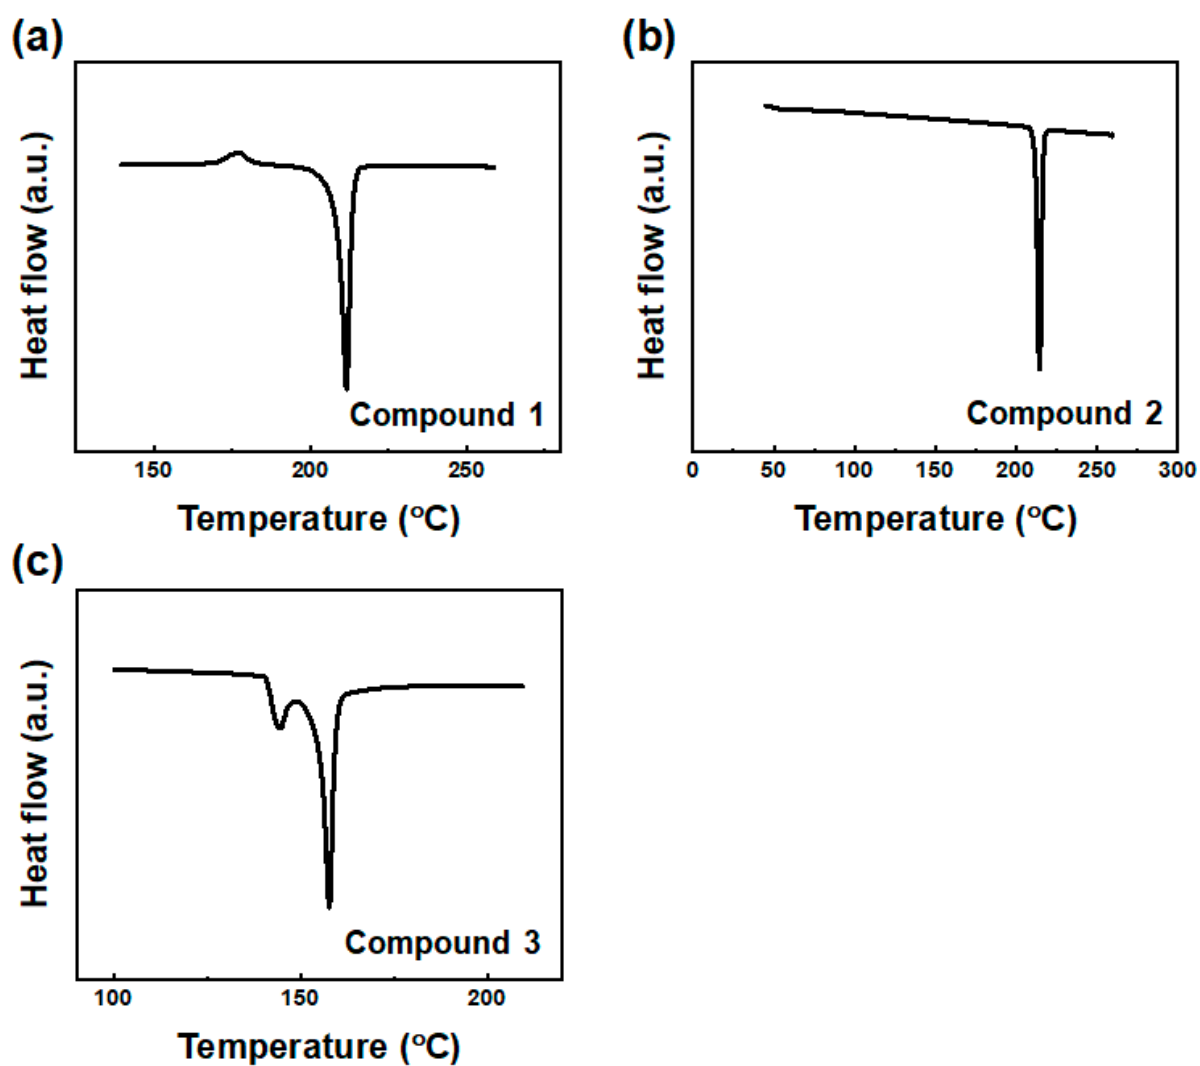 (a)
Heat flow (a.u.)
Compound 1
150 200 250
Temperature (°C)
(b)
Heat flow (a.u.)
Compound 2
0 50 100 150 200 250 300
Temperature (°C)
(c)
Heat flow (a.u.)
Compound 3
100 150 200
Temperature (°C)